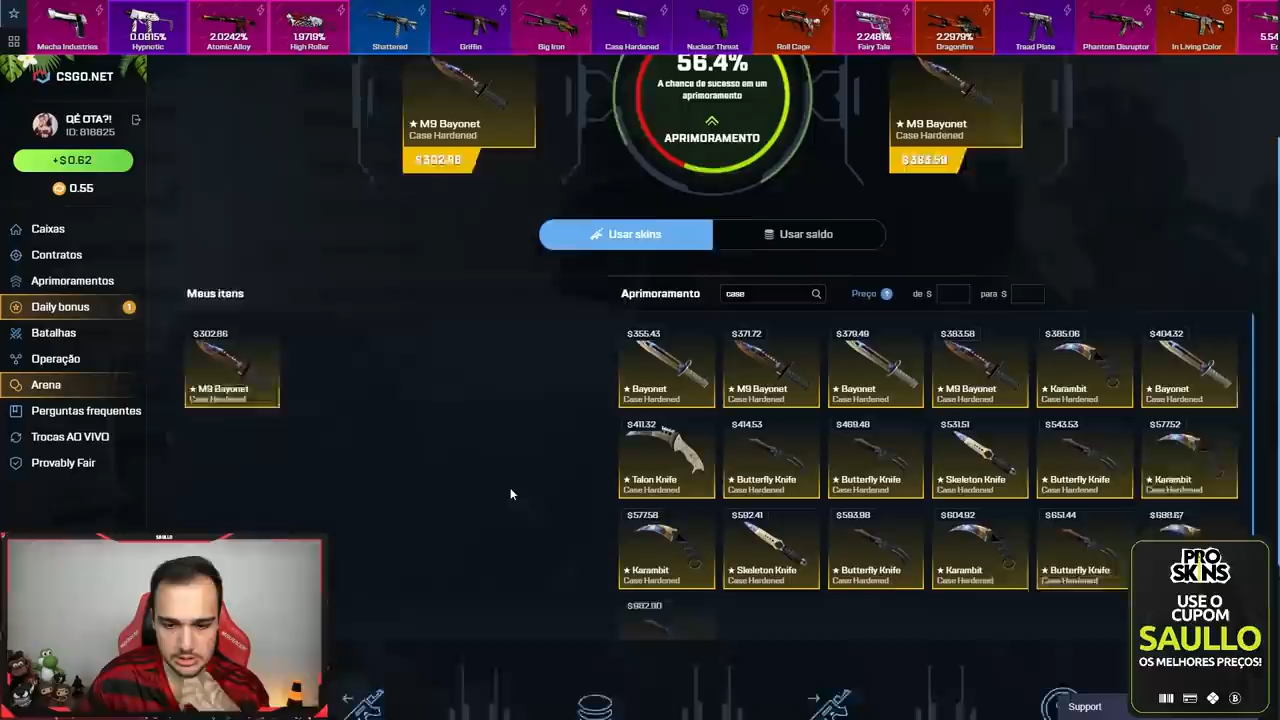 Mecha Industries
0.0815%
Hypnotic
2.0242%
Atomic Alloy
1.9719%
High Roller
Shattered
Griffin
Big Iron
Case Hardened
Nuclear Threat
Roll Cage
2.2481%
Fairy Tale
2.2979%
Dragonfire
Tread Plate
Phantom Disruptor
In Living Color
5.54
CSGO.NET
QÉ OTA?!
ID: 818825
+$ 0.62
0.55
Caixas
Contratos
Aprimoramentos
Daily bonus 1
Batalhas
Operação
Arena
Perguntas frequentes
Trocas AO VIVO
Provably Fair
★ M9 Bayonet
Case Hardened
56.4%
A chance de sucesso em um
aprimoramento
APRIMORAMENTO
★ M9 Bayonet
Case Hardened
$383.59
Usar skins
Usar saldo
Meus itens
$302.86
★ M9 Bayonet
Case Hardened
Aprimoramento
case
Preço
de $
para $
$355.43 $371.72 $379.49 $383.58 $385.06 $404.32
★ Bayonet ★ M9 Bayonet ★ Bayonet ★ M9 Bayonet ★ Karambit ★ Bayonet
Case Hardened Case Hardened Case Hardened Case Hardened Case Hardened Case Hardened
$411.32 $414.53 $469.48 $531.51 $543.53 $577.52
★ Talon Knife ★ Butterfly Knife ★ Butterfly Knife ★ Skeleton Knife ★ Butterfly Knife ★ Karambit
Case Hardened Case Hardened Case Hardened Case Hardened Case Hardened Case Hardened
$577.58 $592.41 $593.98 $604.92 $651.44
★ Karambit ★ Skeleton Knife ★ Butterfly Knife ★ Karambit ★ Butterfly Knife
Case Hardened Case Hardened Case Hardened Case Hardened Case Hardened
SAULLO
PRO
SKINS
USE O
CUPOM
SAULLO
OS MELHORES PREÇOS!
Support